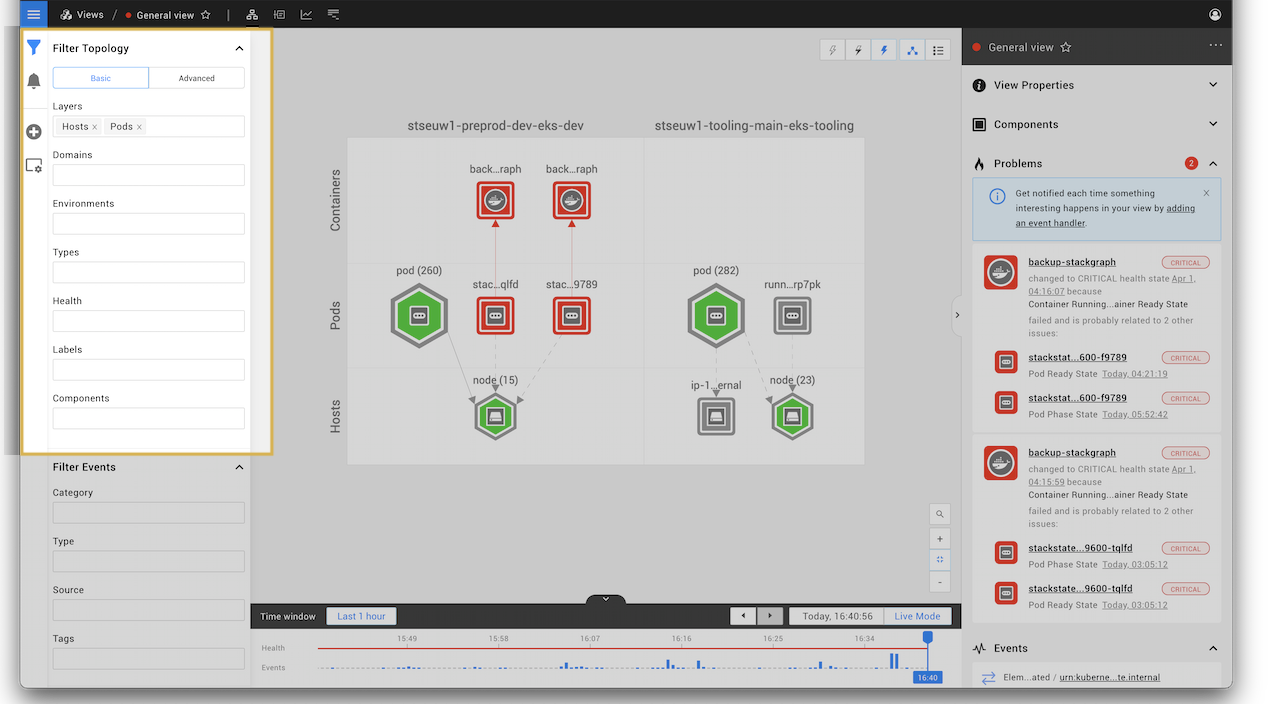 Views / General view
Filter Topology
Basic
Advanced
Layers
Hosts x Pods x
Domains
Environments
Types
Health
Labels
Components
Filter Events
Category
Type
Source
Tags
stseuw1-preprod-dev-eks-dev
stseuw1-tooling-main-eks-tooling
Containers
back...raph
back...raph
Pods
pod (260)
stac...qlfd
stac...9789
pod (282)
runn...rp7pk
Hosts
node (15)
ip-1...ernal
node (23)
+
-
Time window
Last 1 hour
Today, 16:40:56
Live Mode
15:49
15:58
16:07
16:16
16:25
16:34
Health
Events
16:40
General view
...
View Properties
Components
Problems
2
Get notified each time something
interesting happens in your view by adding
an event handler.
backup-stackgraph
CRITICAL
changed to CRITICAL health state Apr 1,
04:16:07 because
Container Running...ainer Ready State
failed and is probably related to 2 other
issues:
stackstat...600-f9789
CRITICAL
Pod Ready State Today, 04:21:19
stackstat...600-f9789
CRITICAL
Pod Phase State Today, 05:52:42
backup-stackgraph
CRITICAL
changed to CRITICAL health state Apr 1,
04:15:59 because
Container Running...ainer Ready State
failed and is probably related to 2 other
issues:
stackstate...9600-tqlfd
CRITICAL
Pod Phase State Today, 03:05:12
stackstate...9600-tqlfd
CRITICAL
Pod Ready State Today, 03:05:12
Events
Elem...ated / urn:kuberne...te.internal